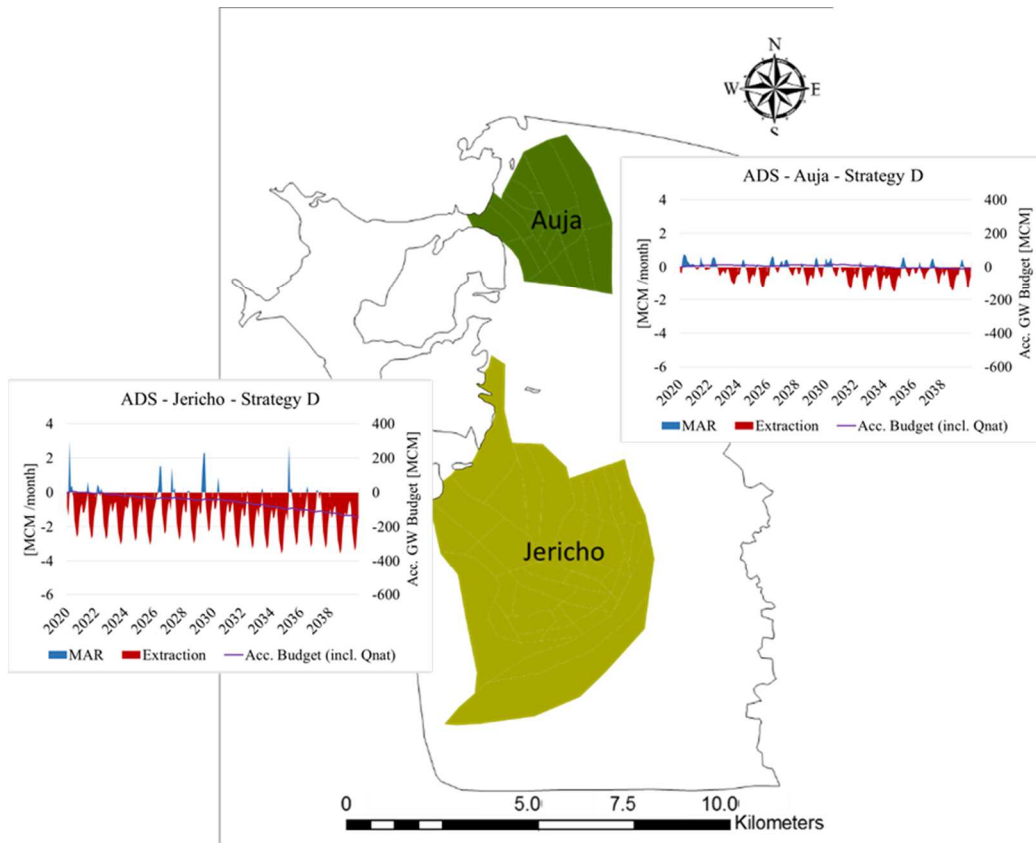 N
W E
S
Auja
ADS - Auja - Strategy D
[MCM /month]
Acc. GW Budget [MCM]
4 400
2 200
0 0
-2 -200
-4 -400
-6 -600
2020 2022 2024 2026 2028 2030 2032 2034 2036 2038
MAR Extraction Acc. Budget (incl. Qnat)
ADS - Jericho - Strategy D
[MCM /month]
Acc. GW Budget [MCM]
4 400
2 200
0 0
-2 -200
-4 -400
-6 -600
2020 2022 2024 2026 2028 2030 2032 2034 2036 2038
MAR Extraction Acc. Budget (incl. Qnat)
Jericho
0 5.0 7.5 10.0
Kilometers